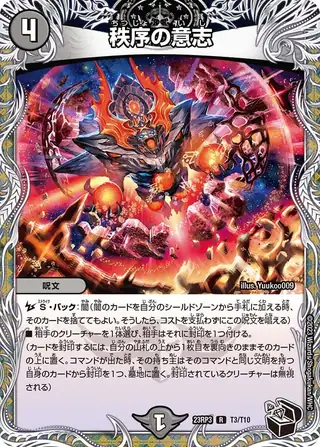 4
ちつじょ いし
秩序の意志
illus. Yuukoo009
呪文
S・バック:闇(闇のカードを自分のシールドゾーンから手札に加える時、
そのカードを捨ててもよい。そうしたら、コストを支払わずにこの呪文を唱える)
■相手のクリーチャーを1体選び、相手はそれに封印を1つ付ける。
(カードを封印するには、自分の山札の上から1枚目を裏向きのままそのカードの
上に置く。コマンドが出た時、その持ち主はそのコマンドと同じ文明を持つ
自身のカードから封印を1つ、墓地に置く。封印されているクリーチャーは無視
される)
1
23RP3 R T3/T10